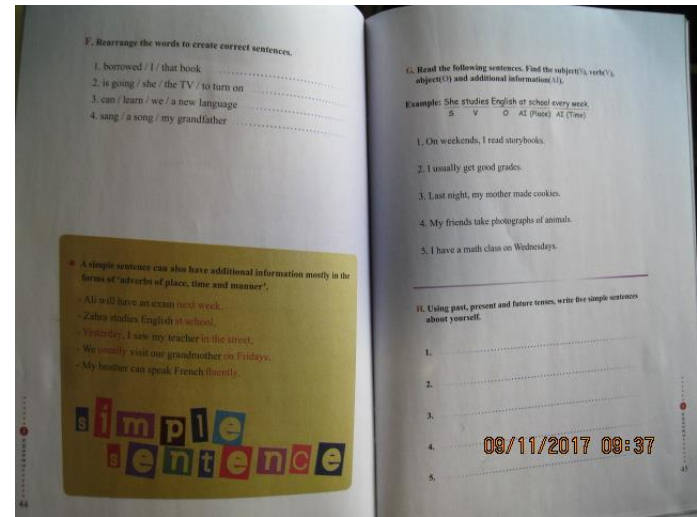 F. Rearrange the words to create correct sentences.
1. borrowed / I / that book
2. is going / she / the TV / to turn on
3. can / learn / we / a new language
4. sang / a song / my grandfather
A simple sentence can also have additional information mostly in the
forms of 'adverbs of place, time and manner'.
- Ali will have an exam next week.
- Zahra studies English at school.
- Yesterday, I saw my teacher in the street.
- We usually visit our grandmother on Fridays.
- My brother can speak French fluently.
simple
sentence
44
G. Read the following sentences. Find the subject(S), verb(V),
object(O) and additional information(AI).
Example: She studies English at school every week.
S V O AI (Place) AI (Time)
1. On weekends, I read storybooks.
2. I usually get good grades.
3. Last night, my mother made cookies.
4. My friends take photographs of animals.
5. I have a math class on Wednesdays.
H. Using past, present and future tenses, write five simple sentences
about yourself.
1.
2.
3.
4.
5.
45
09/11/2017 09:37